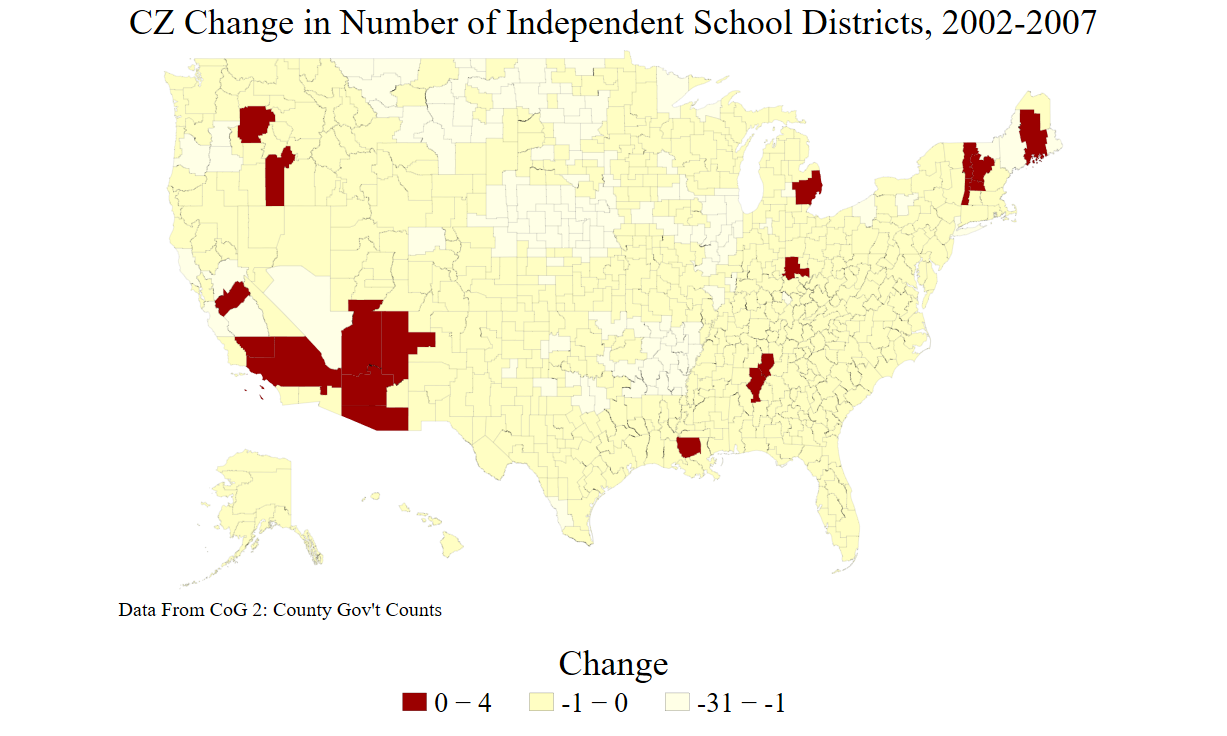 CZ Change in Number of Independent School Districts, 2002-2007
Data From CoG 2: County Gov't Counts
Change
0 − 4 -1 − 0 -31 − -1